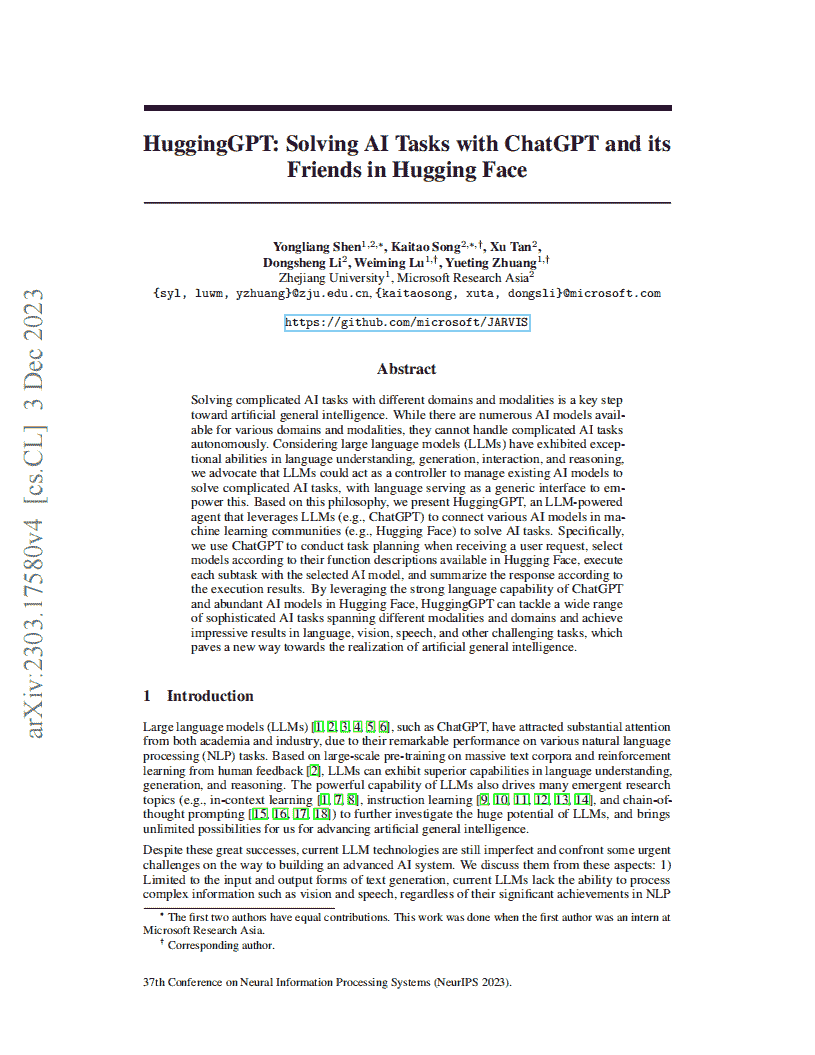 HuggingGPT: Solving AI Tasks with ChatGPT and its
Friends in Hugging Face
Yongliang Shen1,2,*, Kaitao Song2,*,†, Xu Tan2,
Dongsheng Li2, Weiming Lu1,†, Yueting Zhuang1,†
Zhejiang University1, Microsoft Research Asia2
{syl, luwm, yzhuang}@zju.edu.cn, {kaitaosong, xuta, dongsli}@microsoft.com
https://github.com/microsoft/JARVIS
Abstract
Solving complicated AI tasks with different domains and modalities is a key step
toward artificial general intelligence. While there are numerous AI models avail-
able for various domains and modalities, they cannot handle complicated AI tasks
autonomously. Considering large language models (LLMs) have exhibited excep-
tional abilities in language understanding, generation, interaction, and reasoning,
we advocate that LLMs could act as a controller to manage existing AI models to
solve complicated AI tasks, with language serving as a generic interface to em-
power this. Based on this philosophy, we present HuggingGPT, an LLM-powered
agent that leverages LLMs (e.g., ChatGPT) to connect various AI models in ma-
chine learning communities (e.g., Hugging Face) to solve AI tasks. Specifically,
we use ChatGPT to conduct task planning when receiving a user request, select
models according to their function descriptions available in Hugging Face, execute
each subtask with the selected AI model, and summarize the response according to
the execution results. By leveraging the strong language capability of ChatGPT
and abundant AI models in Hugging Face, HuggingGPT can tackle a wide range
of sophisticated AI tasks spanning different modalities and domains and achieve
impressive results in language, vision, speech, and other challenging tasks, which
paves a new way towards the realization of artificial general intelligence.
1 Introduction
Large language models (LLMs) [1, 2, 3, 4, 5, 6], such as ChatGPT, have attracted substantial attention
from both academia and industry, due to their remarkable performance on various natural language
processing (NLP) tasks. Based on large-scale pre-training on massive text corpora and reinforcement
learning from human feedback [2], LLMs can exhibit superior capabilities in language understanding,
generation, and reasoning. The powerful capability of LLMs also drives many emergent research
topics (e.g., in-context learning [1, 7, 8], instruction learning [9, 10, 11, 12, 13, 14], and chain-of-
thought prompting [15, 16, 17, 18]) to further investigate the huge potential of LLMs, and brings
unlimited possibilities for us for advancing artificial general intelligence.
Despite these great successes, current LLM technologies are still imperfect and confront some urgent
challenges on the way to building an advanced AI system. We discuss them from these aspects: 1)
Limited to the input and output forms of text generation, current LLMs lack the ability to process
complex information such as vision and speech, regardless of their significant achievements in NLP
* The first two authors have equal contributions. This work was done when the first author was an intern at
Microsoft Research Asia.
† Corresponding author.
37th Conference on Neural Information Processing Systems (NeurIPS 2023).
arXiv:2303.17580v4 [cs.CL] 3 Dec 2023